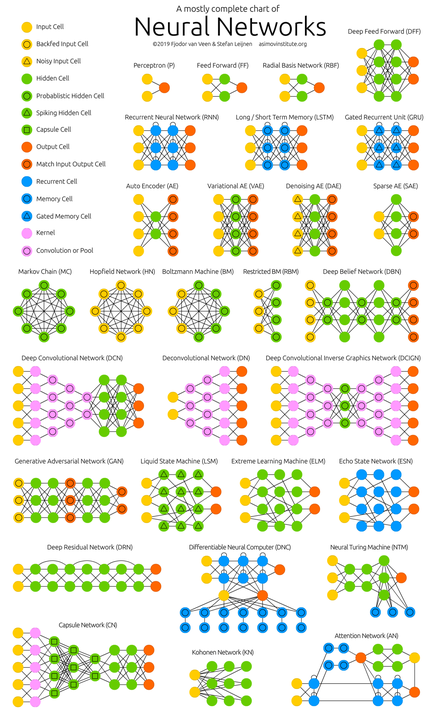 A mostly complete chart of
Neural Networks
©2019 Fjodor van Veen & Stefan Leijnen asimovinstitute.org
Input Cell
Backfed Input Cell
Noisy Input Cell
Hidden Cell
Probablistic Hidden Cell
Spiking Hidden Cell
Capsule Cell
Output Cell
Match Input Output Cell
Recurrent Cell
Memory Cell
Gated Memory Cell
Kernel
Convolution or Pool
Deep Feed Forward (DFF)
Perceptron (P)
Feed Forward (FF)
Radial Basis Network (RBF)
Recurrent Neural Network (RNN)
Long / Short Term Memory (LSTM)
Gated Recurrent Unit (GRU)
Auto Encoder (AE)
Variational AE (VAE)
Denoising AE (DAE)
Sparse AE (SAE)
Markov Chain (MC)
Hopfield Network (HN)
Boltzmann Machine (BM)
Restricted BM (RBM)
Deep Belief Network (DBN)
Deep Convolutional Network (DCN)
Deconvolutional Network (DN)
Deep Convolutional Inverse Graphics Network (DCIGN)
Generative Adversarial Network (GAN)
Liquid State Machine (LSM)
Extreme Learning Machine (ELM)
Echo State Network (ESN)
Deep Residual Network (DRN)
Differentiable Neural Computer (DNC)
Neural Turing Machine (NTM)
Capsule Network (CN)
Kohonen Network (KN)
Attention Network (AN)